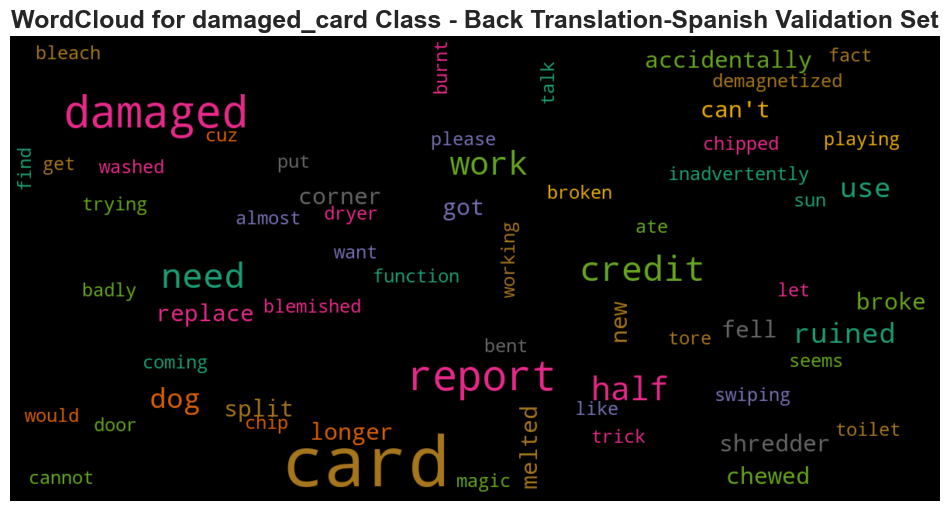 WordCloud for damaged_card Class - Back Translation-Spanish Validation Set
bleach
burnt
talk
accidentally
fact
demagnetized
damaged
can't
cuz
please
chipped
playing
find
get
washed
put
work
inadvertently
use
trying
corner
broken
sun
almost
dryer
got
ate
want
working
need
function
credit
badly
let
replace
blemished
new
broke
fell
ruined
tore
bent
coming
seems
report
half
dog
split
swiping
would
chip
like
door
longer
melted
trick
shredder
toilet
card
cannot
magic
chewed